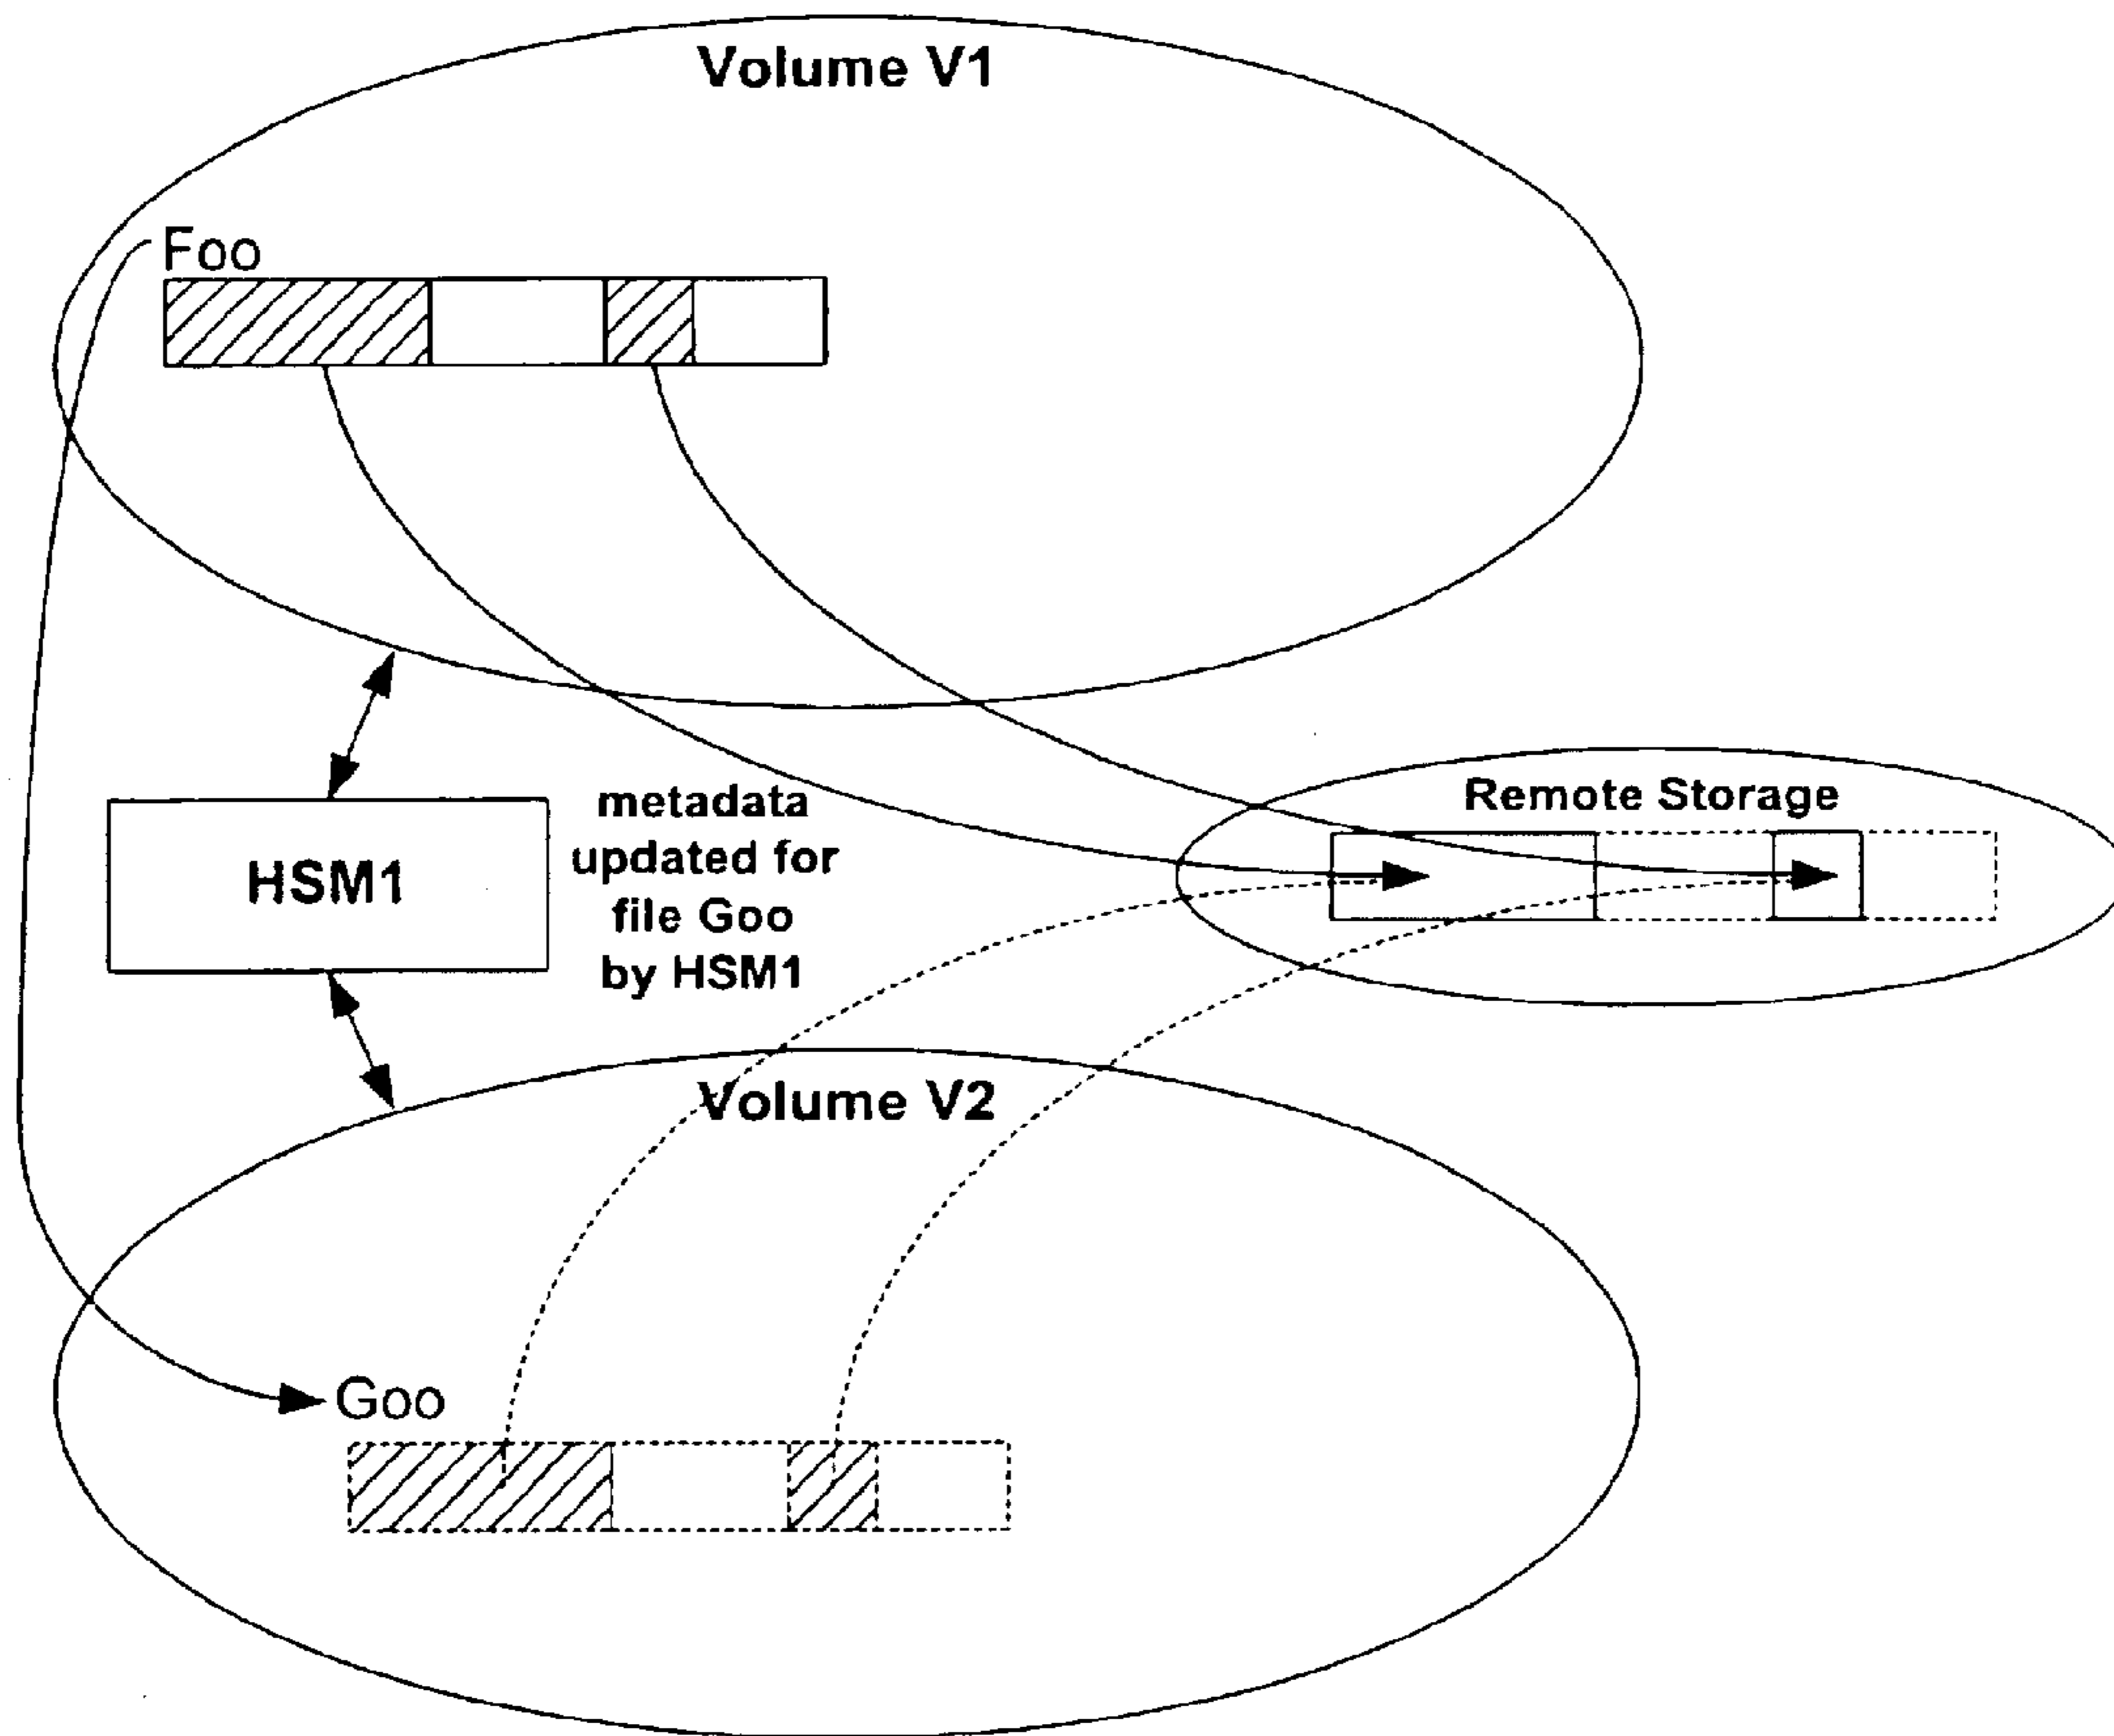 Volume V1
Foo
Remote Storage
HSM1
metadata
updated for
file Goo
by HSM1
Volume V2
Goo